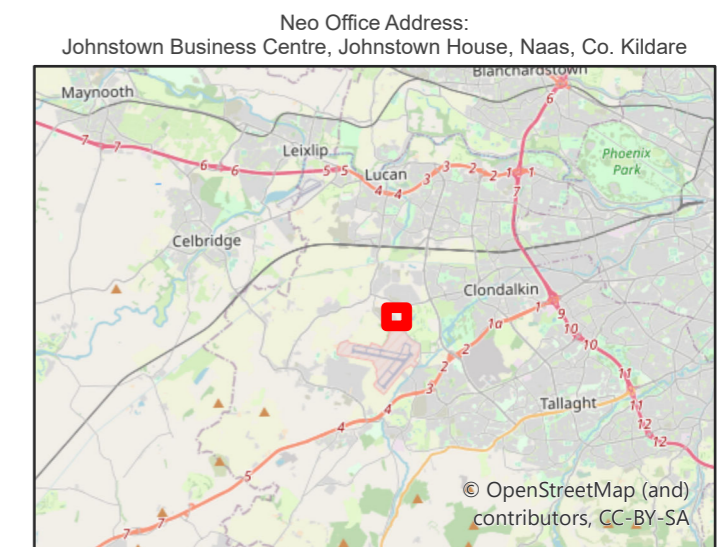 Neo Office Address:
Johnstown Business Centre, Johnstown House, Naas, Co. Kildare
Blanchardstown
Maynooth
6
7 7
Leixlip
Phoenix
Park
6 6
5 5
Lucan
4 4
3 3 2 2 1 1
7
Celbridge
Clondalkin
1
9
1a
10
10
2
2
11
3
Tallaght
11
4
4
12
12
5
© OpenStreetMap (and)
contributors, CC-BY-SA
7 7